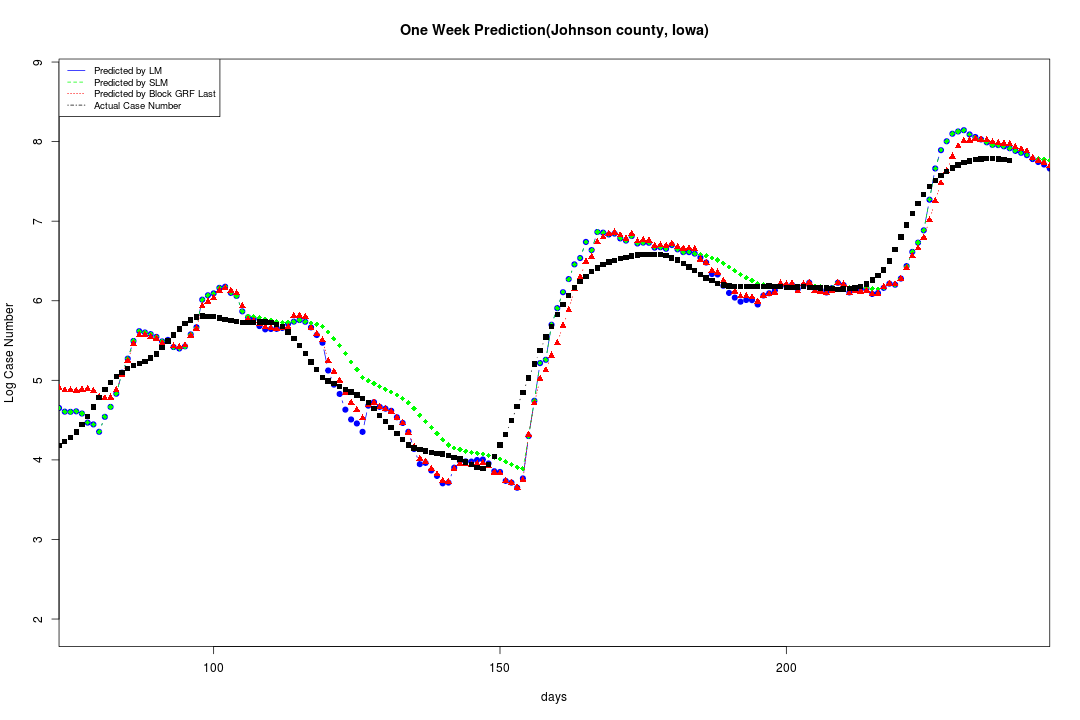 One Week Prediction(Johnson county, Iowa)
Predicted by LM
Predicted by SLM
Predicted by Block GRF Last
Actual Case Number
Log Case Number
9
8
7
6
5
4
3
2
100 150 200
days